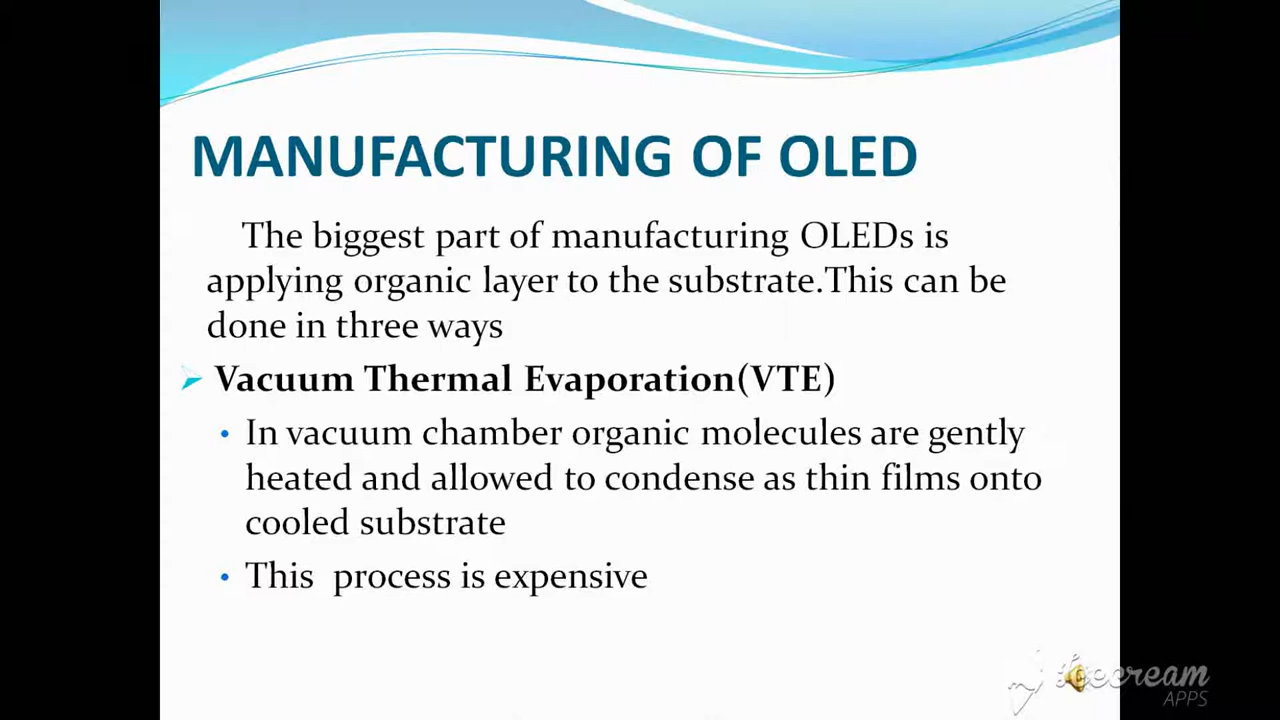 MANUFACTURING OF OLED
The biggest part of manufacturing OLEDs is
applying organic layer to the substrate.This can be
done in three ways
Vacuum Thermal Evaporation(VTE)
In vacuum chamber organic molecules are gently
heated and allowed to condense as thin films onto
cooled substrate
This process is expensive
APPS